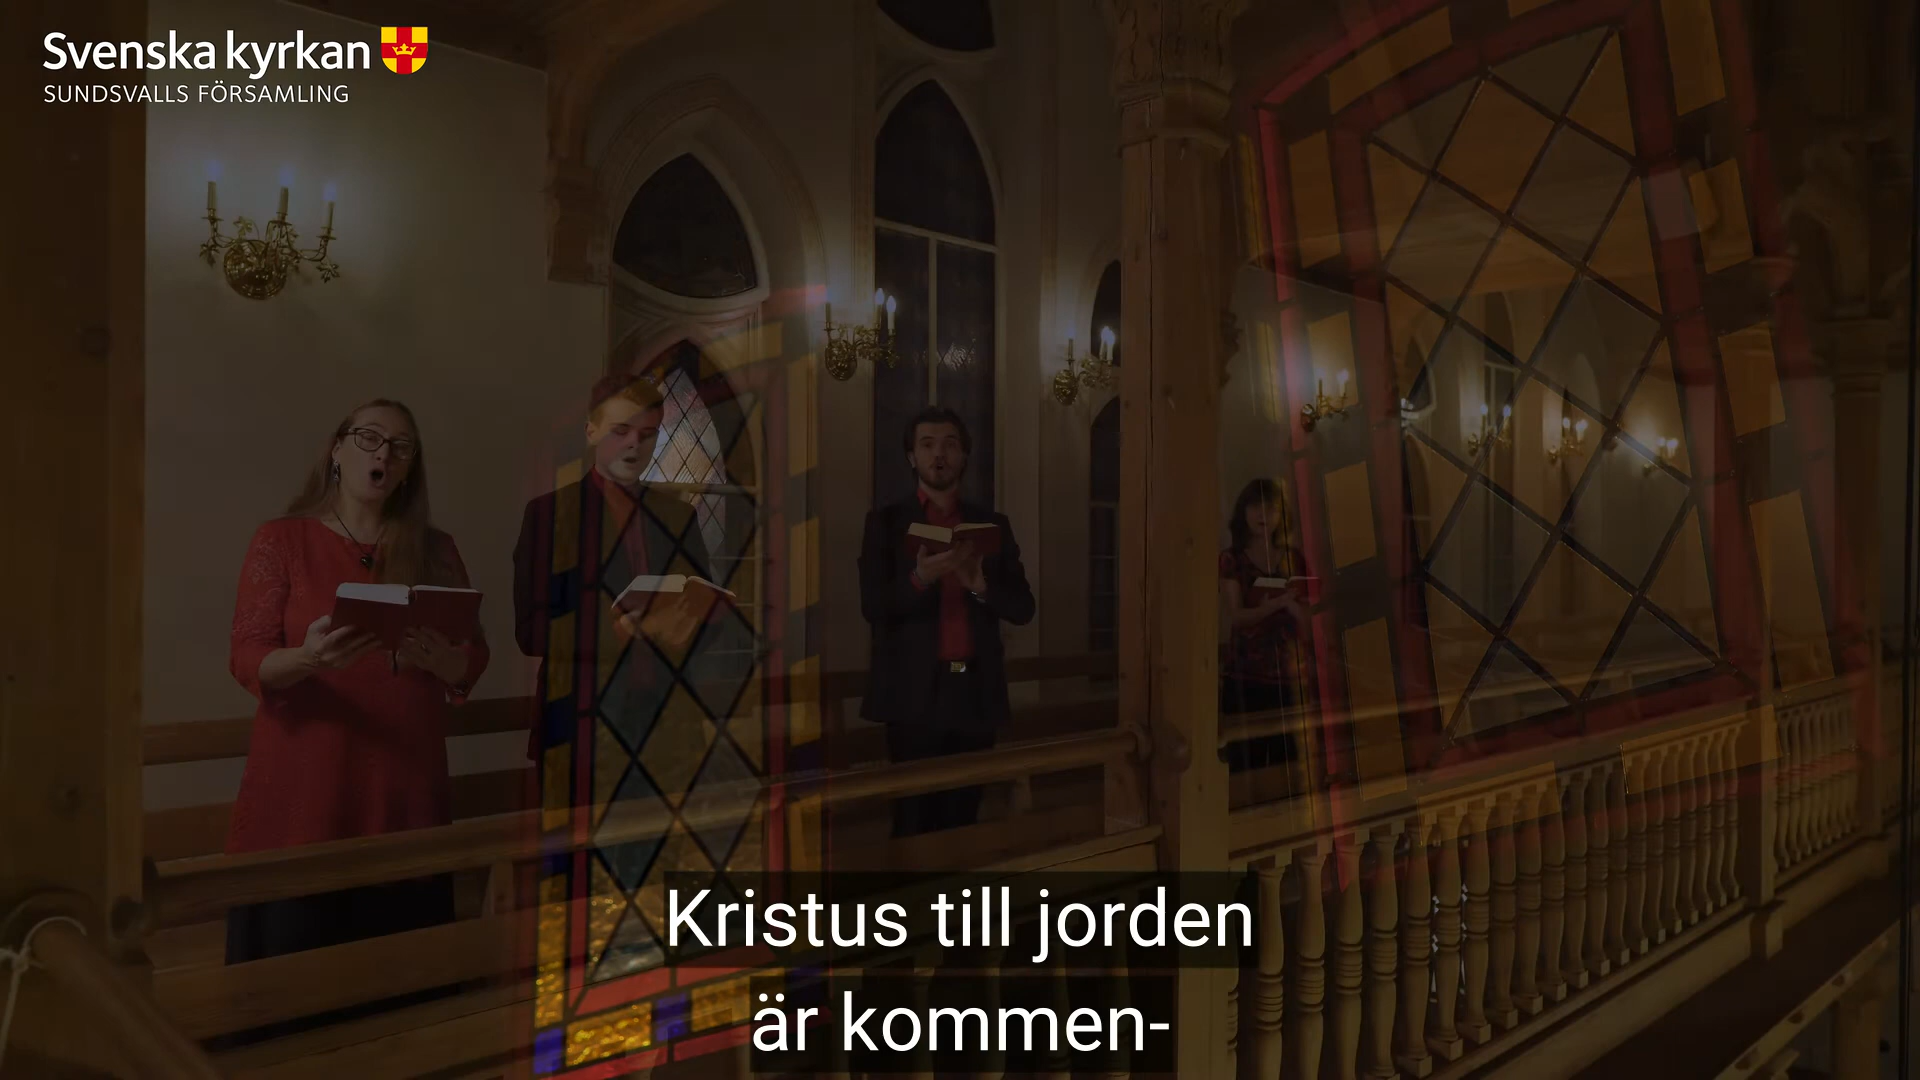 Svenska kyrkan
SUNDSVALLS FÖRSAMLING
Kristus till jorden
är kommen-